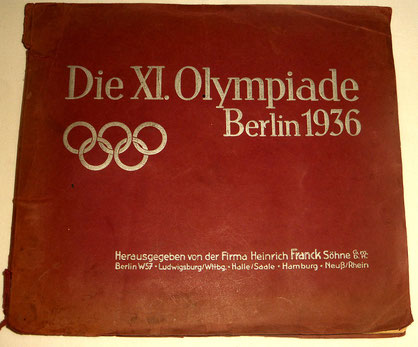 Die XI. Olympiade
Berlin 1936
Herausgegeben von der Firma Heinrich Franck Söhne G.m.b.H.
Berlin W57 - Ludwigsburg/Wttbg. - Halle/Saale - Hamburg - Neuß/Rhein